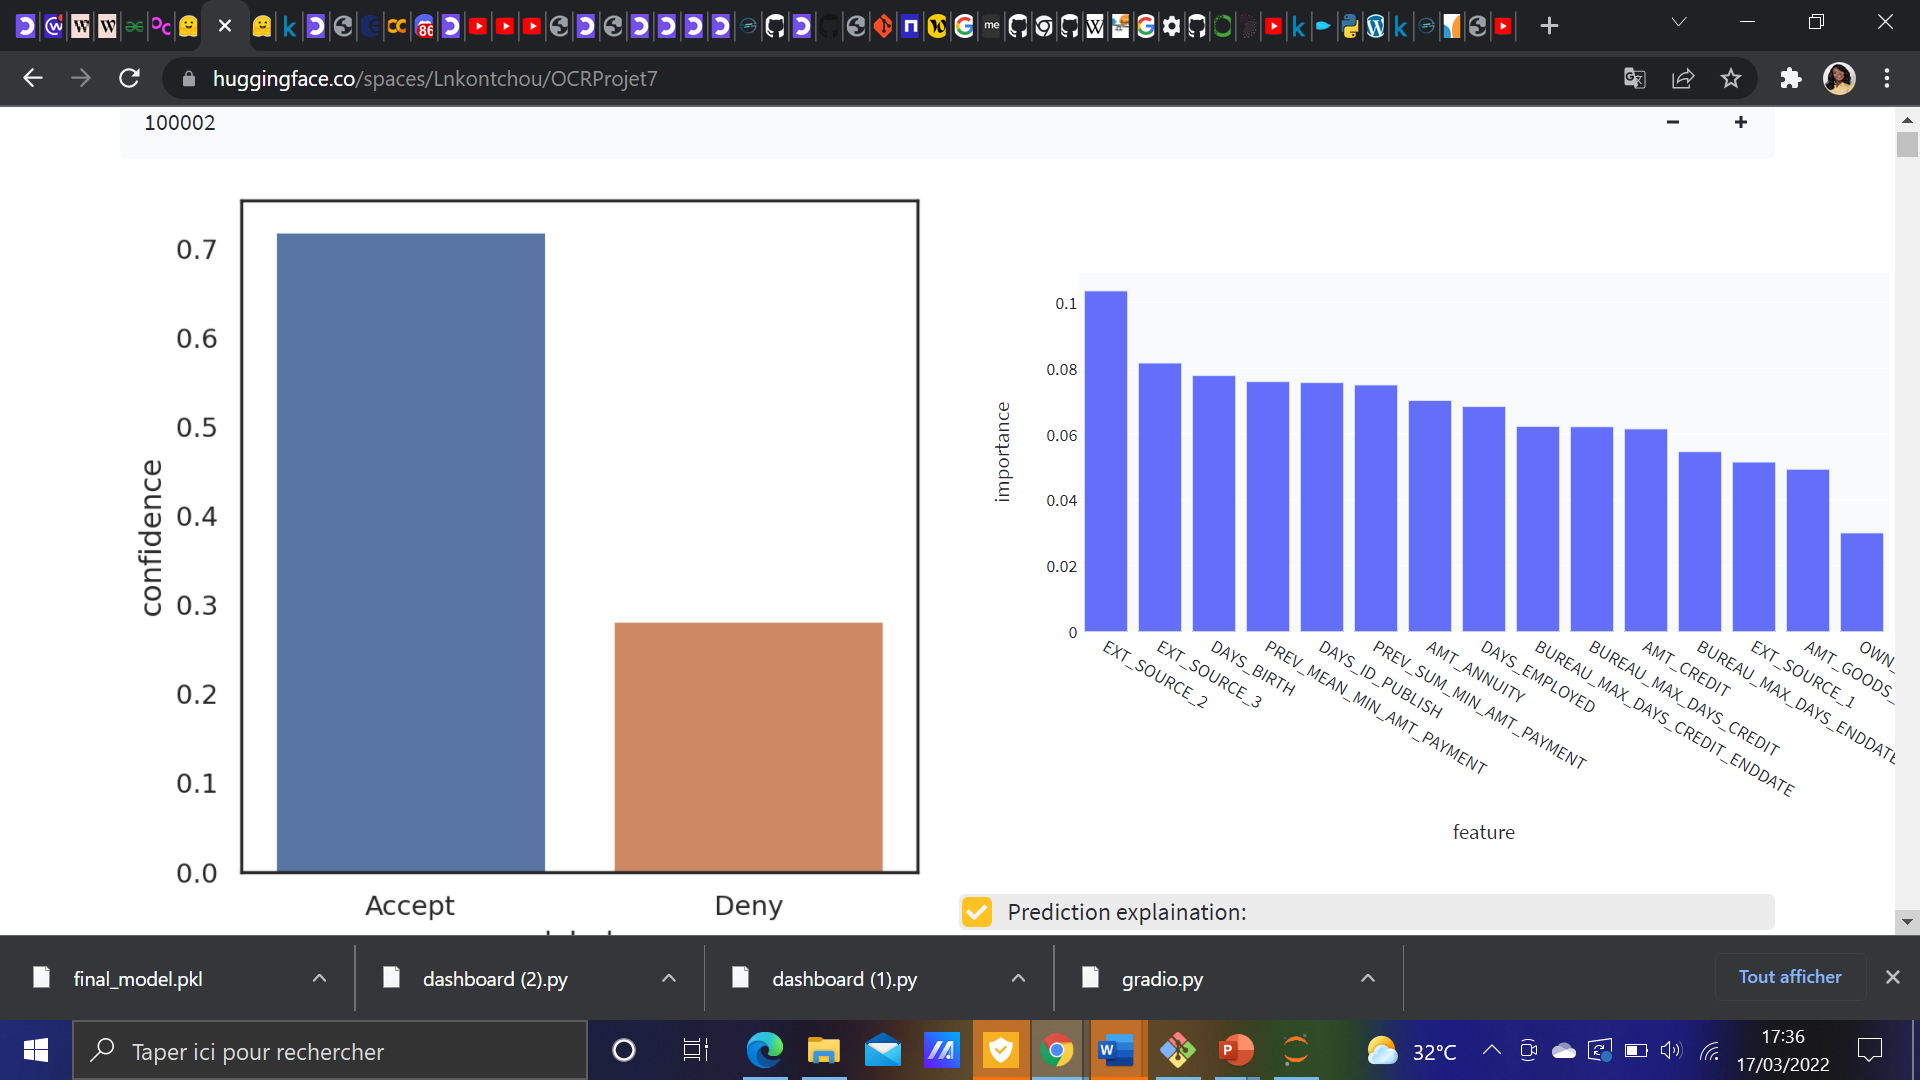 huggingface.co/spaces/Lnkontchou/OCRProjet7
100002
− +
0.7
0.6
0.5
0.4
0.3
0.2
0.1
0.0
confidence
Accept Deny
0.1
0.08
0.06
0.04
0.02
0
importance
EXT_SOURCE_2
EXT_SOURCE_3
DAYS_BIRTH
PREV_MEAN_MIN_AMT_PAYMENT
DAYS_ID_PUBLISH
PREV_SUM_MIN_AMT_PAYMENT
AMT_ANNUITY
DAYS_EMPLOYED
BUREAU_MAX_DAYS_CREDIT_ENDDATE
BUREAU_MAX_DAYS_CREDIT
AMT_CREDIT
BUREAU_MAX_DAYS_ENDDATE
EXT_SOURCE_1
AMT_GOODS_
OWN_
feature
Prediction explaination:
final_model.pkl dashboard (2).py dashboard (1).py gradio.py Tout afficher
Taper ici pour rechercher
32°C
17:36
17/03/2022